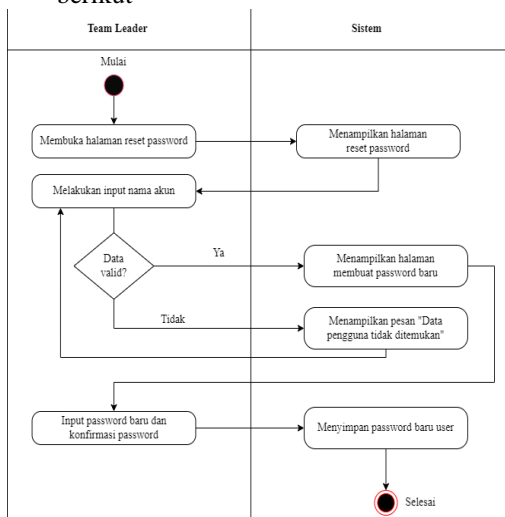 berikut
Team Leader
Sistem
Mulai
Membuka halaman reset password
Menampilkan halaman
reset password
Melakukan input nama akun
Data
valid?
Ya
Menampilkan halaman
membuat password baru
Tidak
Menampilkan pesan "Data
pengguna tidak ditemukan"
Input password baru dan
konfirmasi password
Menyimpan password baru user
Selesai